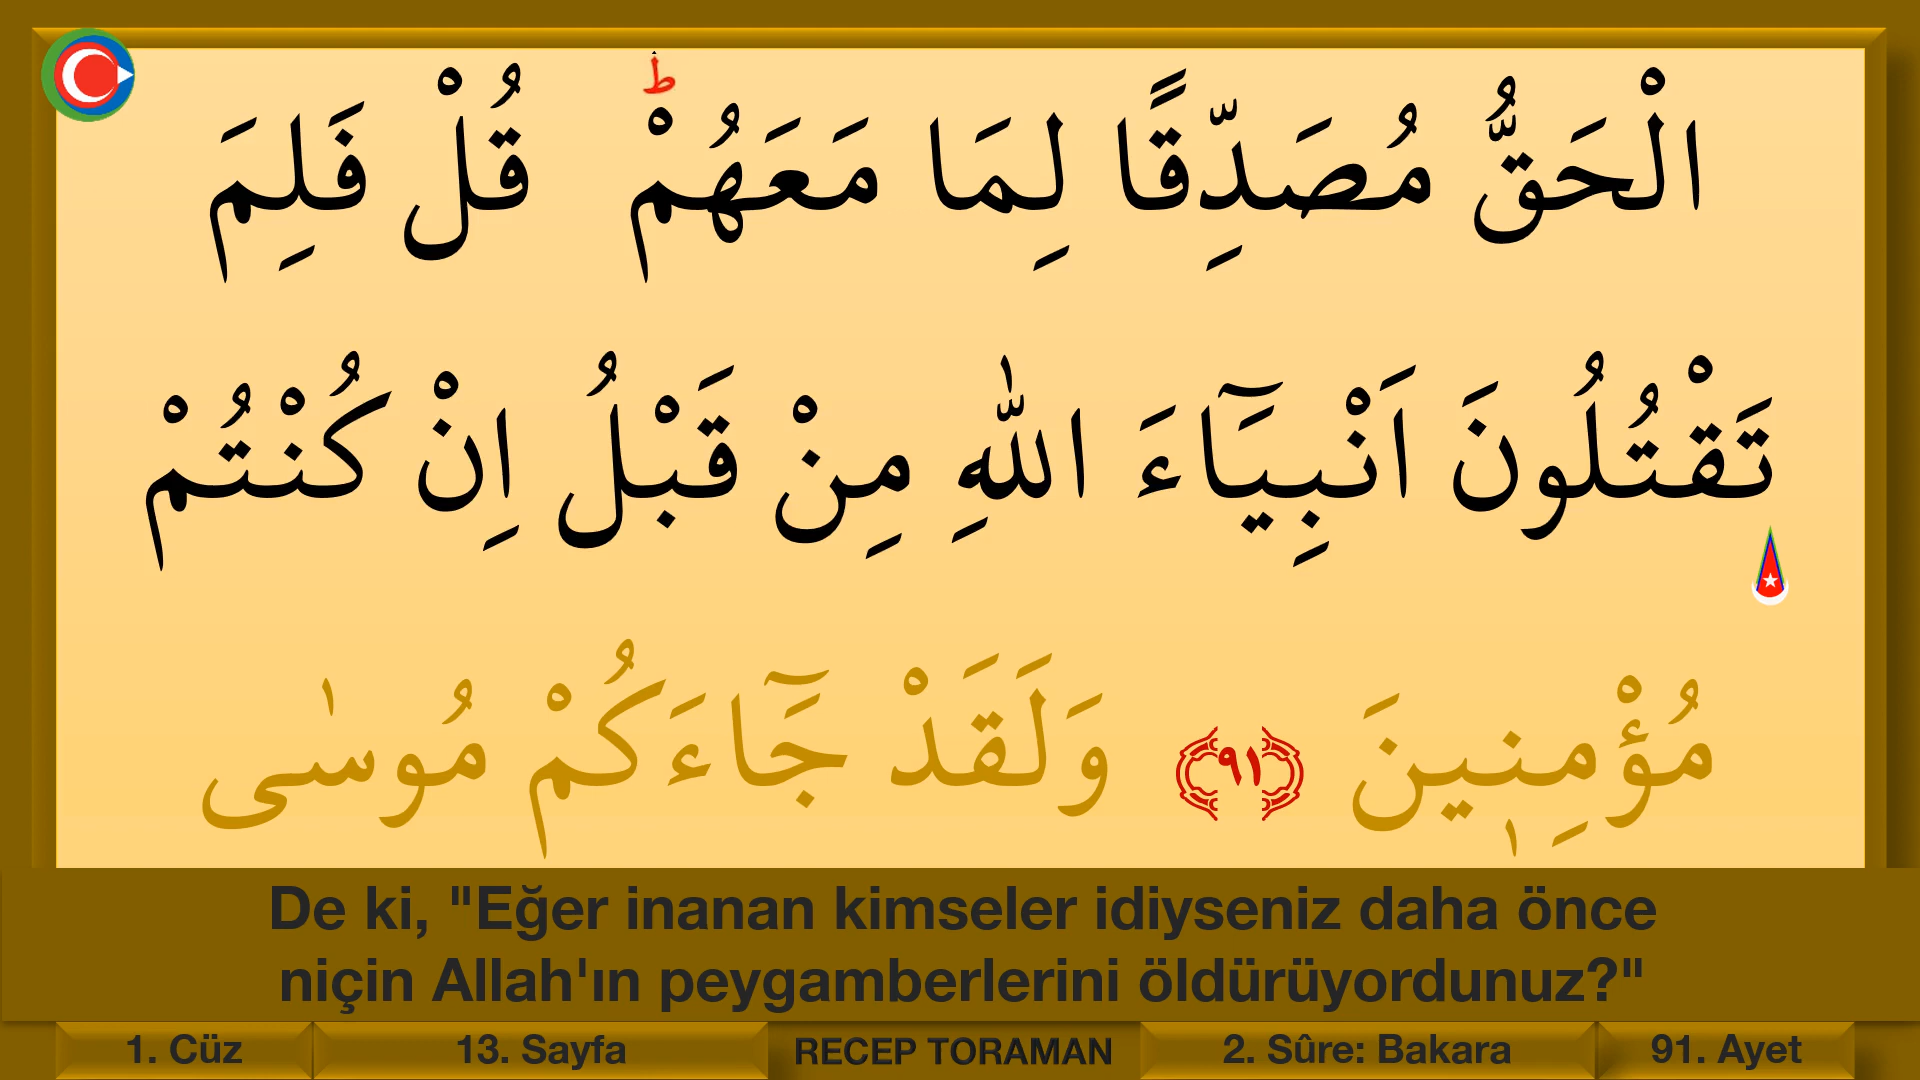 الْحَقُّ مُصَدِّقًا لِمَا مَعَهُمْ ط قُلْ فَلِمَ
تَقْتُلُونَ اَنْبِيَٓاءَ اللّٰهِ مِنْ قَبْلُ اِنْ كُنْتُمْ
مُؤْمِنٖينَ ﴿٩١﴾ وَلَقَدْ جَٓاءَكُمْ مُوسٰى
De ki, "Eğer inanan kimseler idiyseniz daha önce
niçin Allah'ın peygamberlerini öldürüyordunuz?"
1. Cüz 13. Sayfa RECEP TORAMAN 2. Sûre: Bakara 91. Ayet